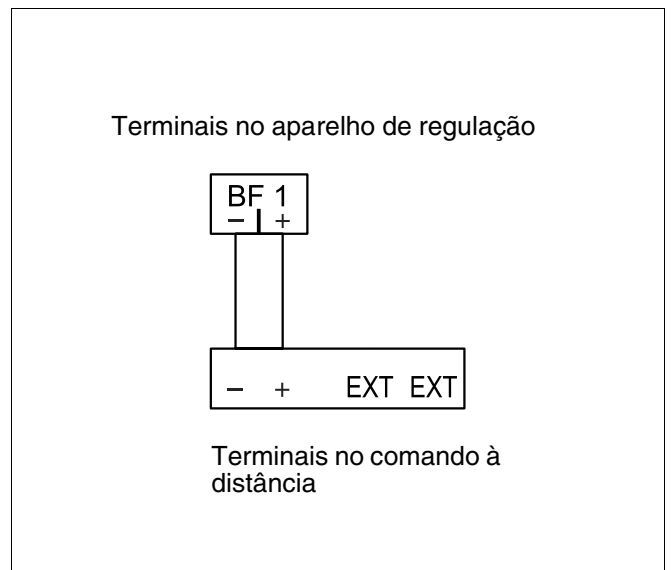 Terminais no aparelho de regulação
BF 1
– +
– + EXT EXT
Terminais no comando à
distância